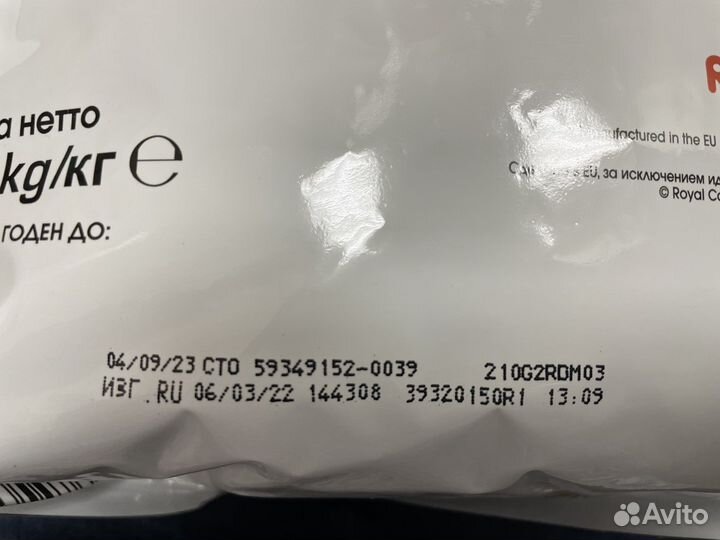 а нетто
kg/кг e
ГОДЕН ДО:
manufactured in the EU
EU, за исключением
© Royal
04/09/23 СТО 59349152-0039 210G2RDM03
ИЗГ.RU 06/03/22 144308 39320150R1 13:09
Avito